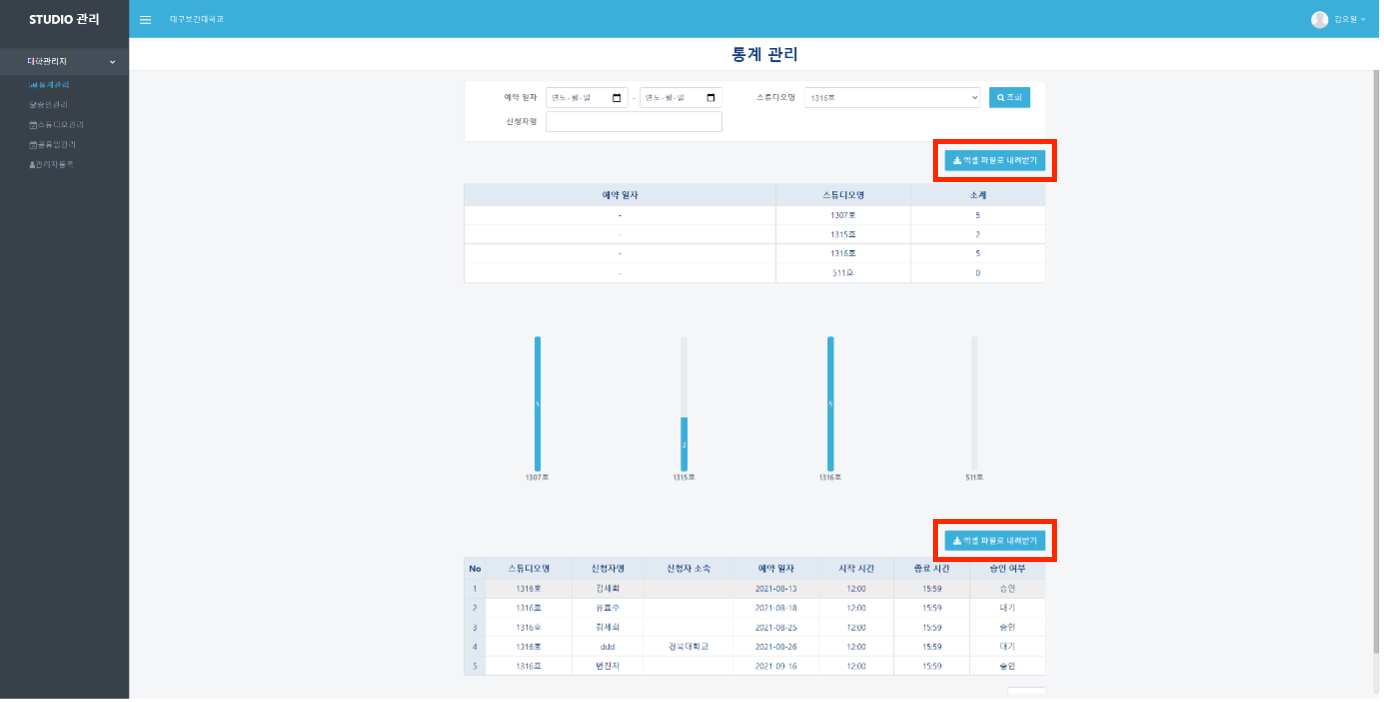 STUDIO 관리
대구보건대학교
김오일
대학관리자
통계관리
승인관리
스튜디오관리
공휴일관리
관리자등록
통계 관리
예약 일자 연도-월-일 - 연도-월-일 스튜디오명 1316호 조회
신청자명
엑셀 파일로 내려받기
예약 일자 스튜디오명 소계
- 1307호 5
- 1315호 2
- 1316호 5
- 511호 0
5 2 5
1307호 1315호 1316호 511호
엑셀 파일로 내려받기
No 스튜디오명 신청자명 신청자 소속 예약 일자 시작 시간 종료 시간 승인 여부
1 1316호 김세희 2021-08-13 12:00 15:59 승인
2 1316호 유효주 2021-08-18 12:00 15:59 대기
3 1316호 김세희 2021-08-25 12:00 15:59 승인
4 1316호 ddd 경북대학교 2021-08-26 12:00 15:59 대기
5 1316호 2021-09-16 12:00 15:59 승인